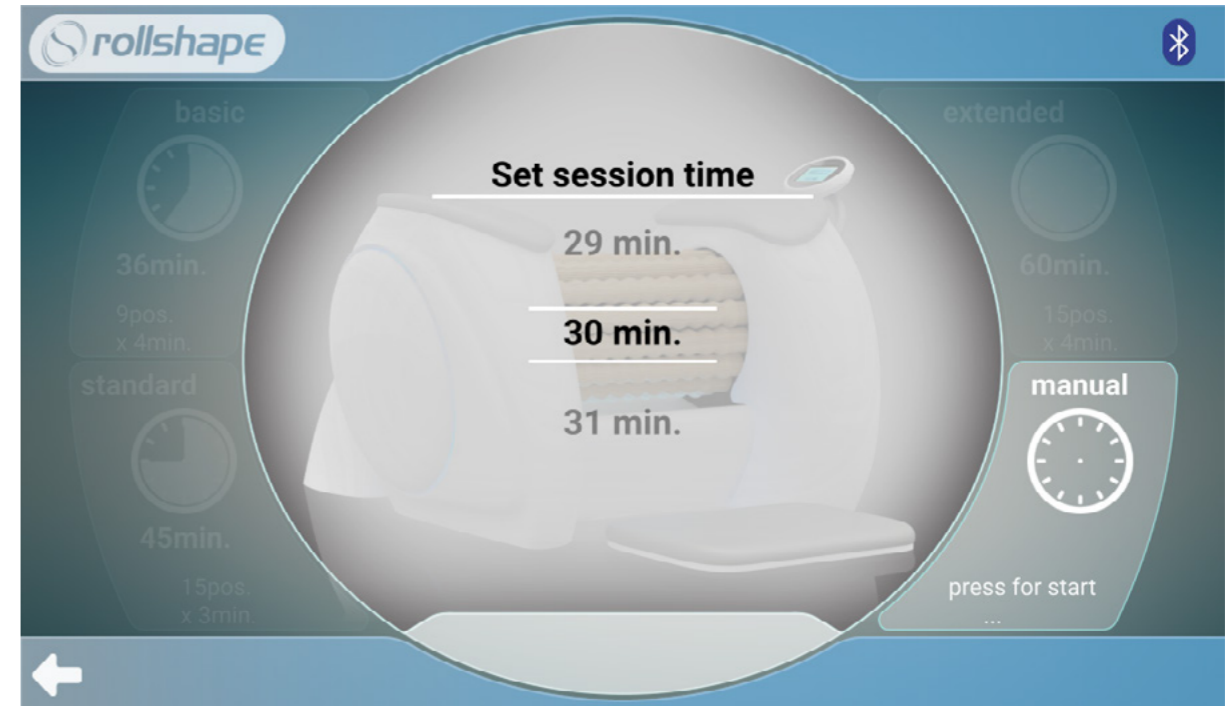 rollshape
basic
36min.
9pos.
x 4min.
standard
45min.
15pos.
x 3min.
Set session time
29 min.
30 min.
31 min.
extended
60min.
15pos.
x 4min.
manual
press for start
...